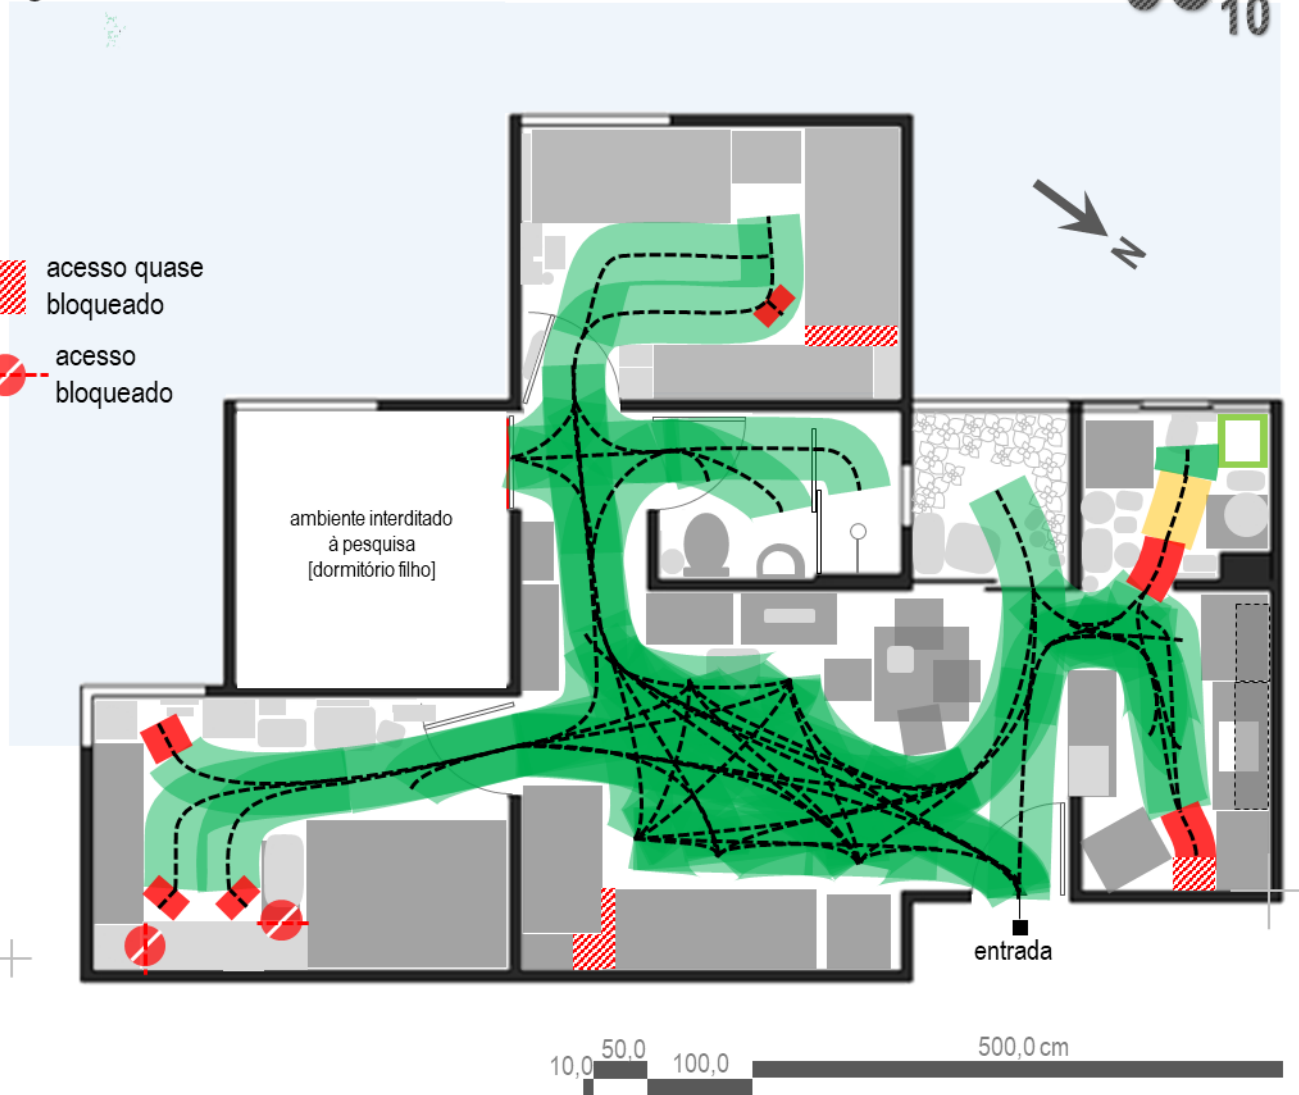 10
acesso quase
bloqueado
acesso
bloqueado
N
ambiente interditado
à pesquisa
[dormitório filho]
entrada
10,0
50,0
100,0
500,0 cm